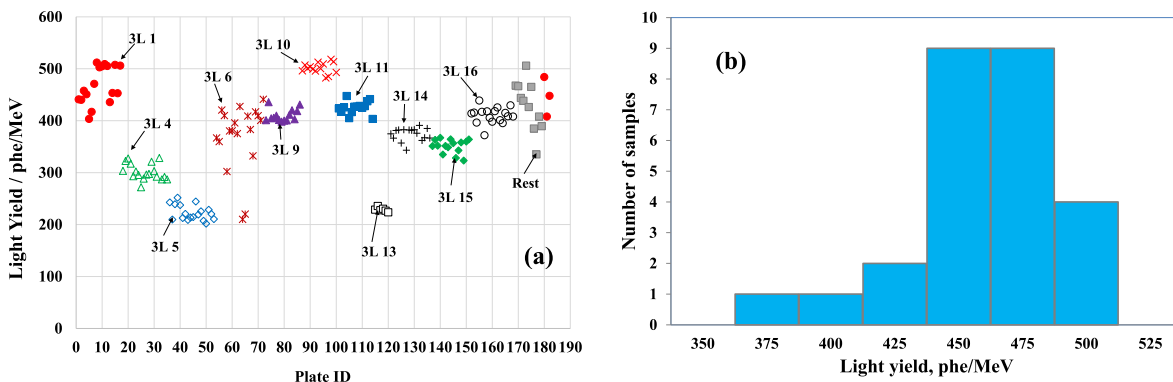 600
500
400
300
200
100
0
0 10 20 30 40 50 60 70 80 90 100 110 120 130 140 150 160 170 180 190
Light Yield / phe/MeV
Plate ID
3L 1
3L 4
3L 5
3L 6
3L 9
3L 10
3L 11
3L 13
3L 14
3L 15
3L 16
Rest
(a)
(b)
10
9
8
7
6
5
4
3
2
1
0
350 375 400 425 450 475 500
Number of samples
Light yield, phe/MeV